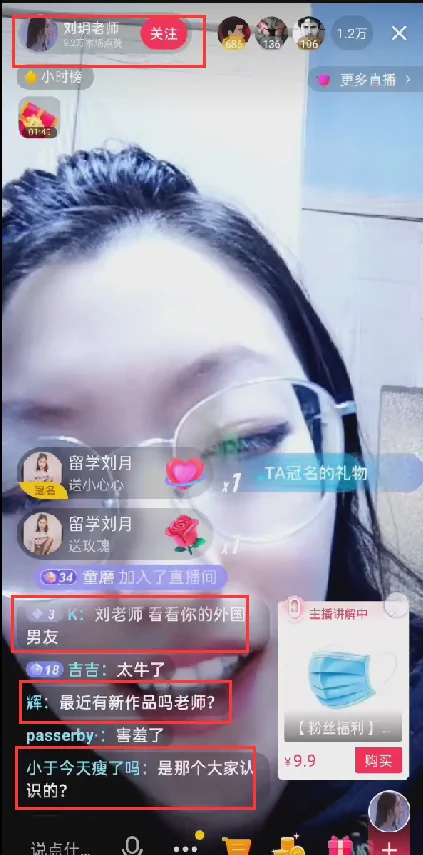 刘玥老师
9.2万本场点赞
关注
686
136
106
1.2万
小时榜
更多直播 >
01:40
留学刘月
送小心心
冠名
x1
TA冠名的礼物
留学刘月
送玫瑰
x1
34 童磨 加入了直播间
3 K：刘老师 看看你的外国
男友
18 吉吉：太牛了
辉：最近有新作品吗老师？
passerby·：害羞了
小于今天瘦了吗：是那个大家认
识的？
主播讲解中
【 粉丝福利 】...
¥9.9
购买
说点什...